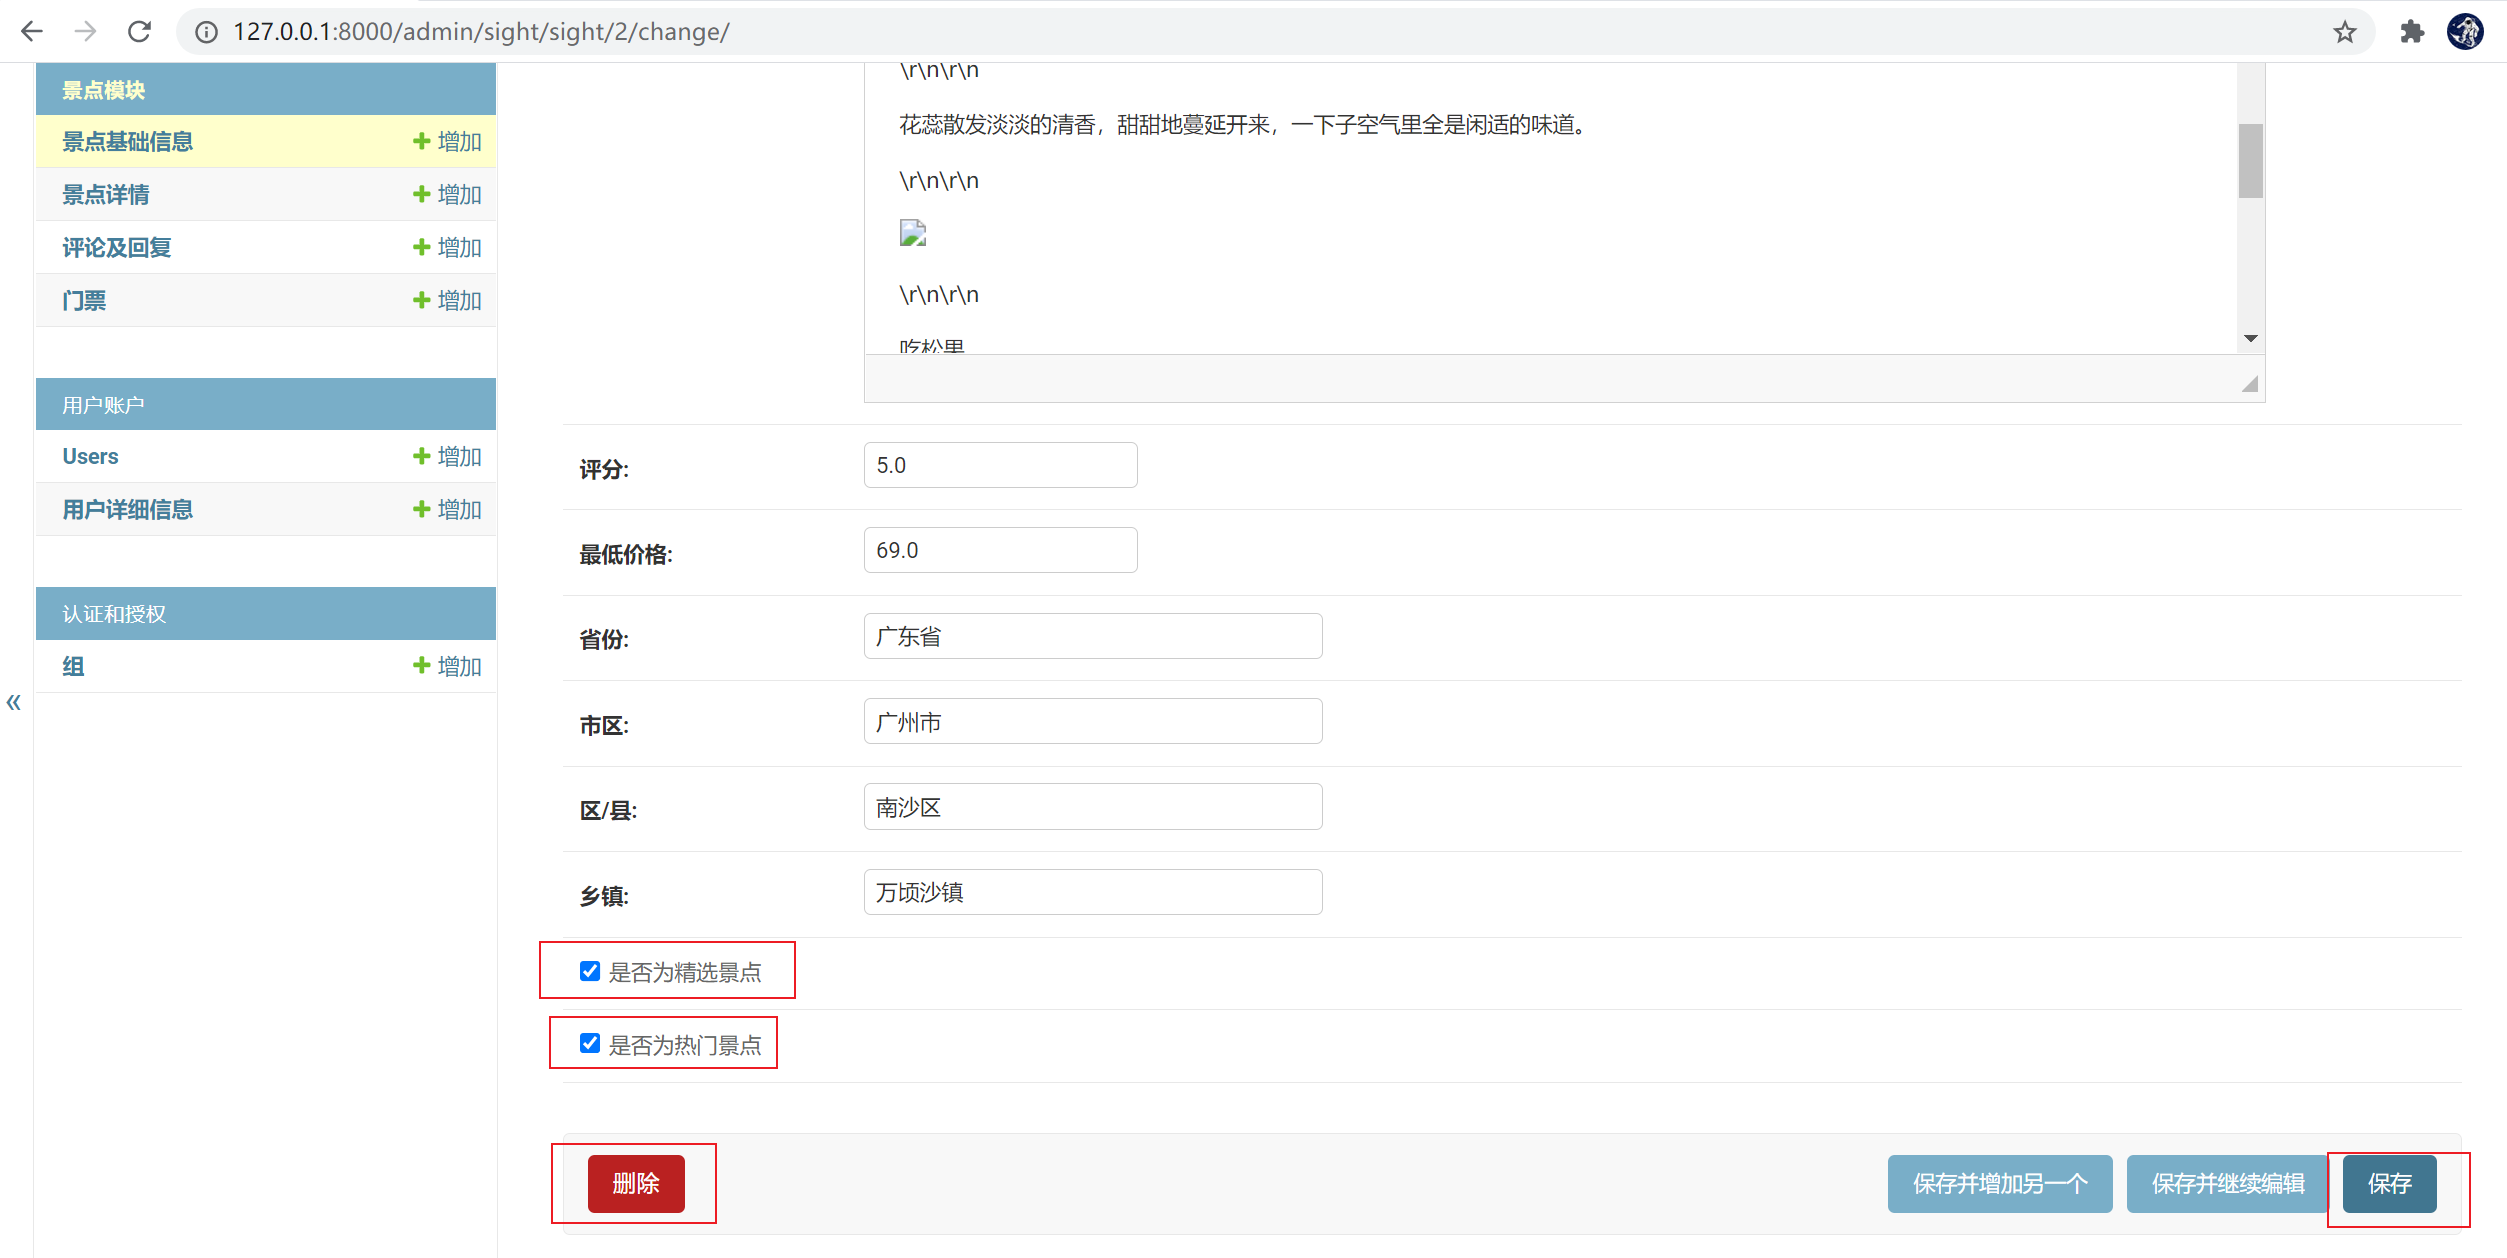 127.0.0.1:8000/admin/sight/sight/2/change/
景点模块
景点基础信息 增加
景点详情 增加
评论及回复 增加
门票 增加
用户账户
Users 增加
用户详细信息 增加
认证和授权
组 增加
«
\r\n\r\n
花蕊散发淡淡的清香，甜甜地蔓延开来，一下子空气里全是闲适的味道。
\r\n\r\n
\r\n\r\n
吃松果
评分: 5.0
最低价格: 69.0
省份: 广东省
市区: 广州市
区/县: 南沙区
乡镇: 万顷沙镇
是否为精选景点
是否为热门景点
删除 保存并增加另一个 保存并继续编辑 保存